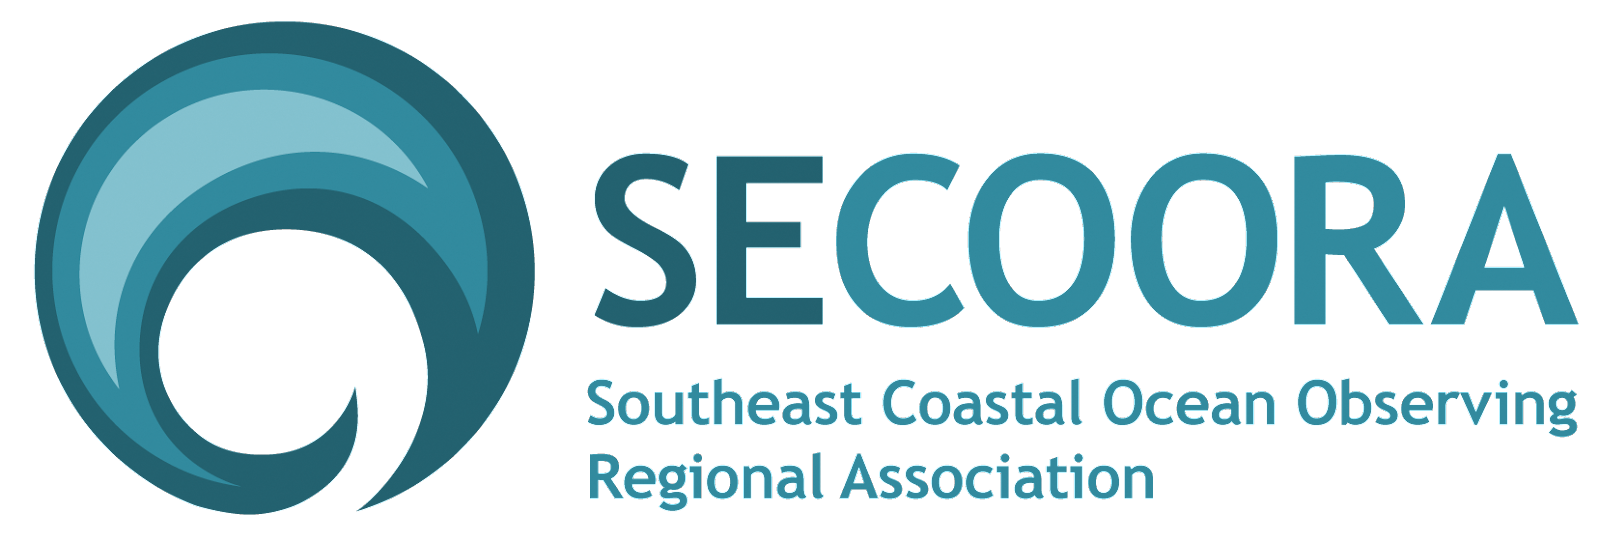 SECOORA
Southeast Coastal Ocean Observing
Regional Association